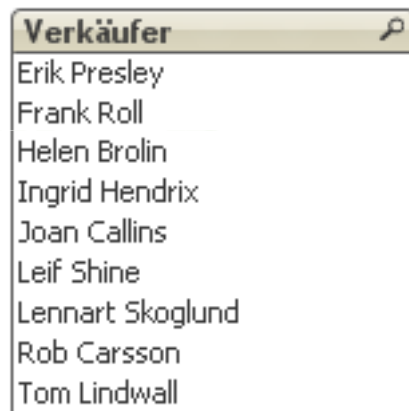 Verkäufer
Erik Presley
Frank Roll
Helen Brolin
Ingrid Hendrix
Joan Callins
Leif Shine
Lennart Skoglund
Rob Carsson
Tom Lindwall